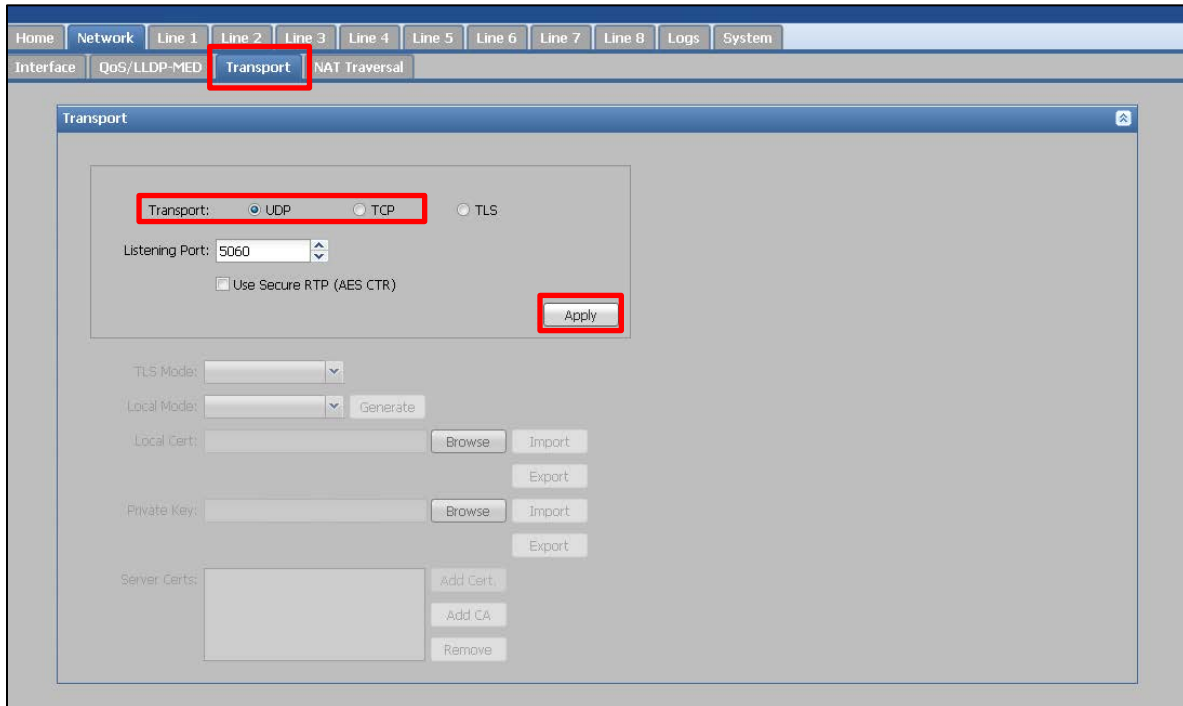 Home Network Line 1 Line 2 Line 3 Line 4 Line 5 Line 6 Line 7 Line 8 Logs System
Interface QoS/LLDP-MED Transport NAT Traversal
Transport
Transport: UDP TCP TLS
Listening Port: 5060
Use Secure RTP (AES CTR)
Apply
TLS Mode:
Local Mode: Generate
Local Cert: Browse Import
Export
Private Key: Browse Import
Export
Server Certs: Add Cert.
Add CA
Remove